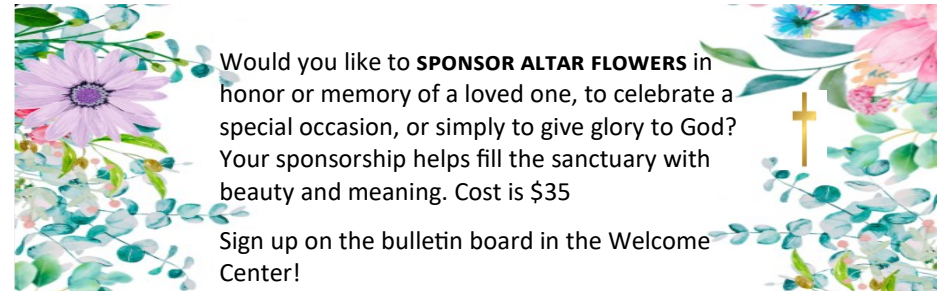 Would you like to SPONSOR ALTAR FLOWERS in
honor or memory of a loved one, to celebrate a
special occasion, or simply to give glory to God?
Your sponsorship helps fill the sanctuary with
beauty and meaning. Cost is $35
Sign up on the bulletin board in the Welcome
Center!